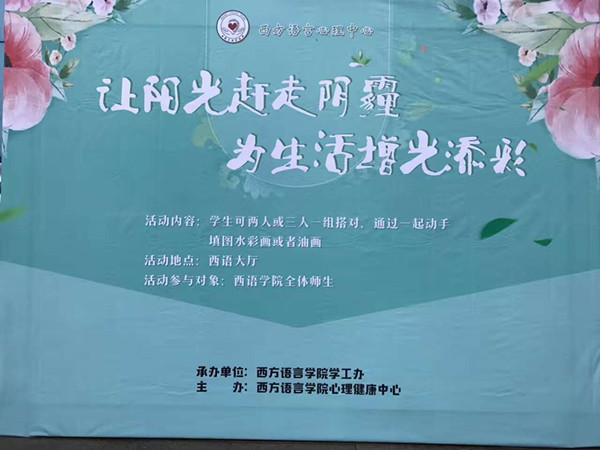 西方语言心理中心
让阳光赶走阴霾
为生活增光添彩
活动内容：学生可两人或三人一组搭对，通过一起动手
填图水彩画或者油画
活动地点：西语大厅
活动参与对象：西语学院全体师生
承办单位：西方语言学院学工办
主 办：西方语言学院心理健康中心